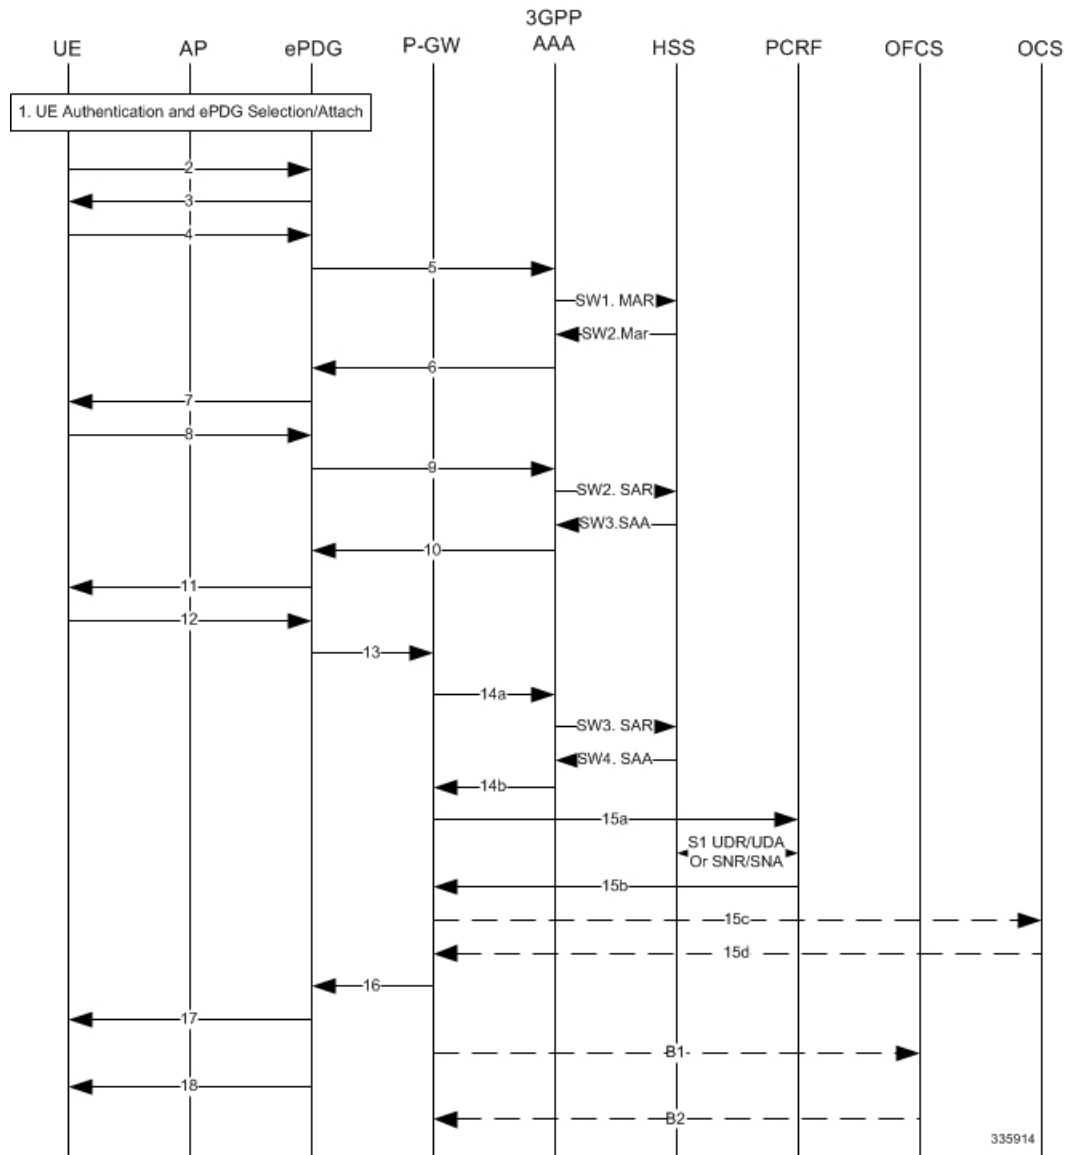 3GPP
UE AP ePDG P-GW AAA HSS PCRF OFCS OCS
1. UE Authentication and ePDG Selection/Attach
2
3
4
5
SW1. MAR
SW2.Mar
6
7
8
9
SW2. SAR
SW3.SAA
10
11
12
13
14a
SW3. SAR
SW4. SAA
14b
15a
S1 UDR/UDA
Or SNR/SNA
15b
15c
15d
16
17
B1
18
B2
335914